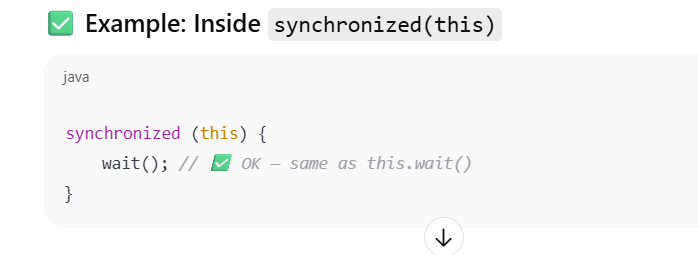 ✅ Example: Inside synchronized(this)
java
synchronized (this) {
    wait(); // ✅ OK — same as this.wait()
}